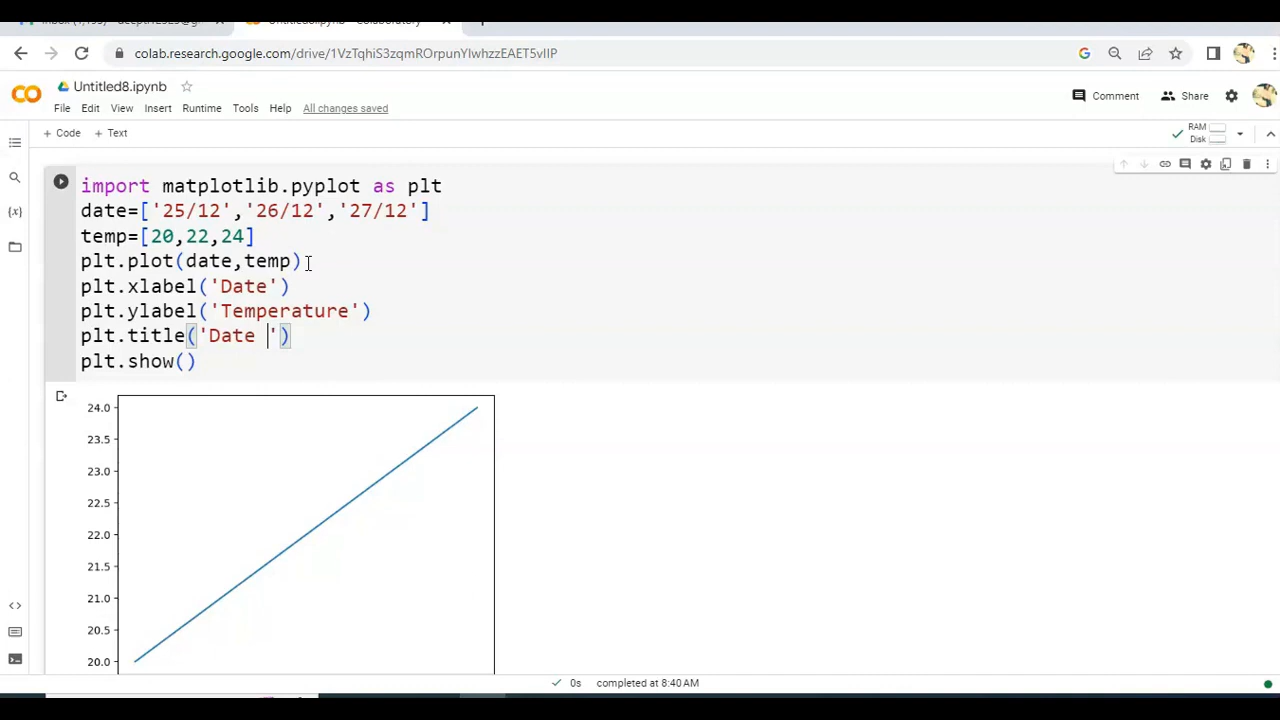 colab.research.google.com/drive/1VzTqhiS3zqmROrpunYlwhzzEAET5vIIP
Untitled8.ipynb
File Edit View Insert Runtime Tools Help All changes saved
Comment Share
+ Code + Text
RAM
Disk
import matplotlib.pyplot as plt
date=['25/12','26/12','27/12']
temp=[20,22,24]
plt.plot(date,temp)
plt.xlabel('Date')
plt.ylabel('Temperature')
plt.title('Date ')
plt.show()
24.0
23.5
23.0
22.5
22.0
21.5
21.0
20.5
20.0
0s completed at 8:40 AM